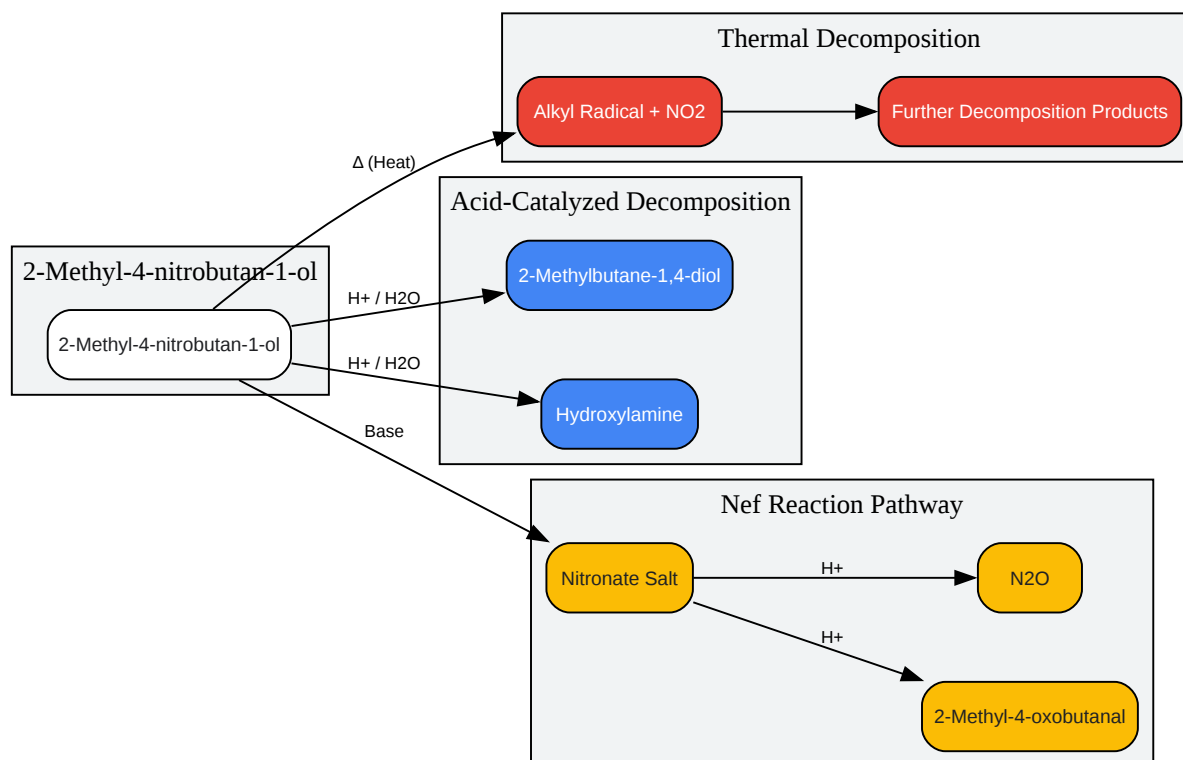 Thermal Decomposition
Alkyl Radical + NO2
Further Decomposition Products
Δ (Heat)
Acid-Catalyzed Decomposition
2-Methylbutane-1,4-diol
H+ / H2O
2-Methyl-4-nitrobutan-1-ol
2-Methyl-4-nitrobutan-1-ol
H+ / H2O
Hydroxylamine
Base
Nef Reaction Pathway
Nitronate Salt
H+
N2O
H+
2-Methyl-4-oxobutanal